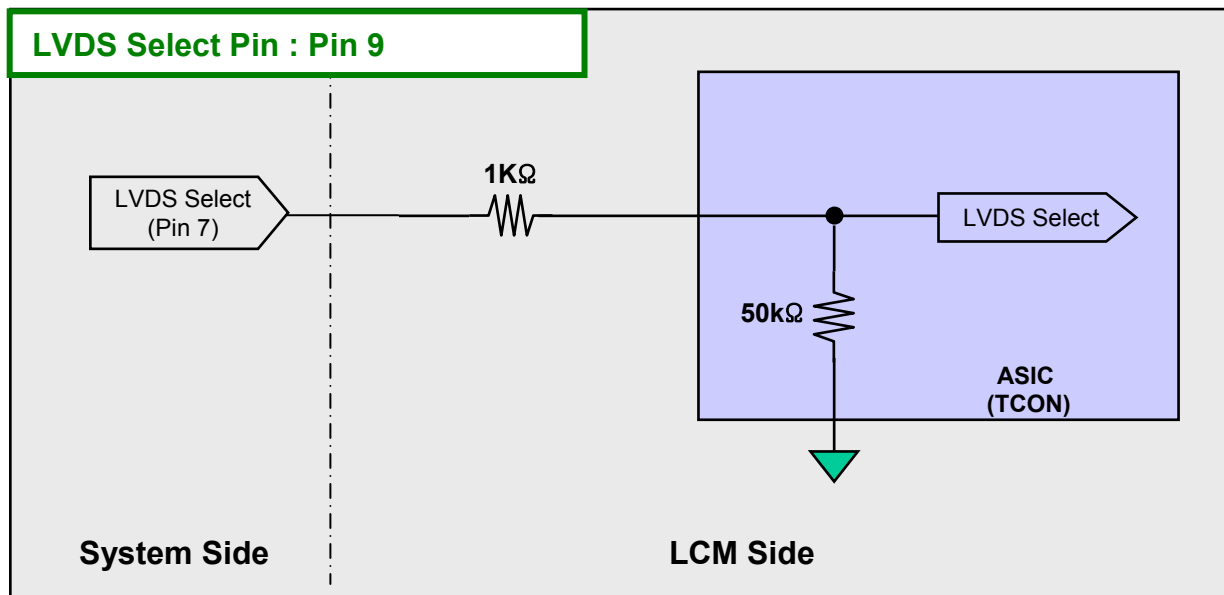 LVDS Select Pin : Pin 9
1KΩ
LVDS Select
(Pin 7)
LVDS Select
50kΩ
ASIC
(TCON)
System Side
LCM Side